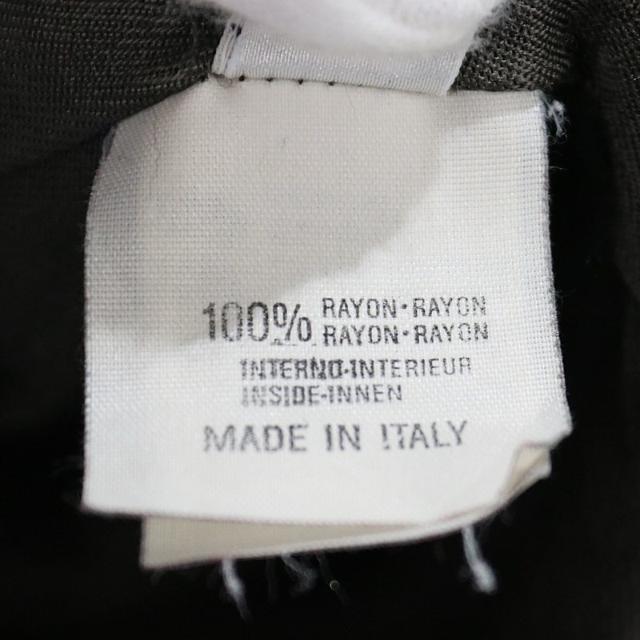 100% RAYON-RAYON
RAYON-RAYON
INTERNO-INTERIEUR
INSIDE-INNEN
MADE IN ITALY